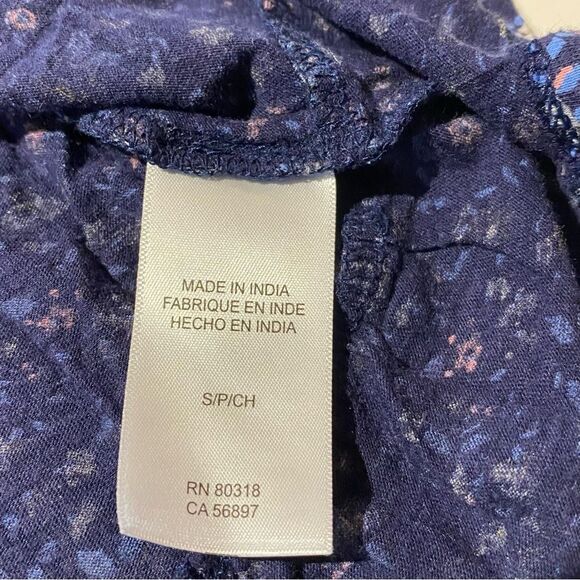 MADE IN INDIA
FABRIQUE EN INDE
HECHO EN INDIA
S/P/CH
RN 80318
CA 56897